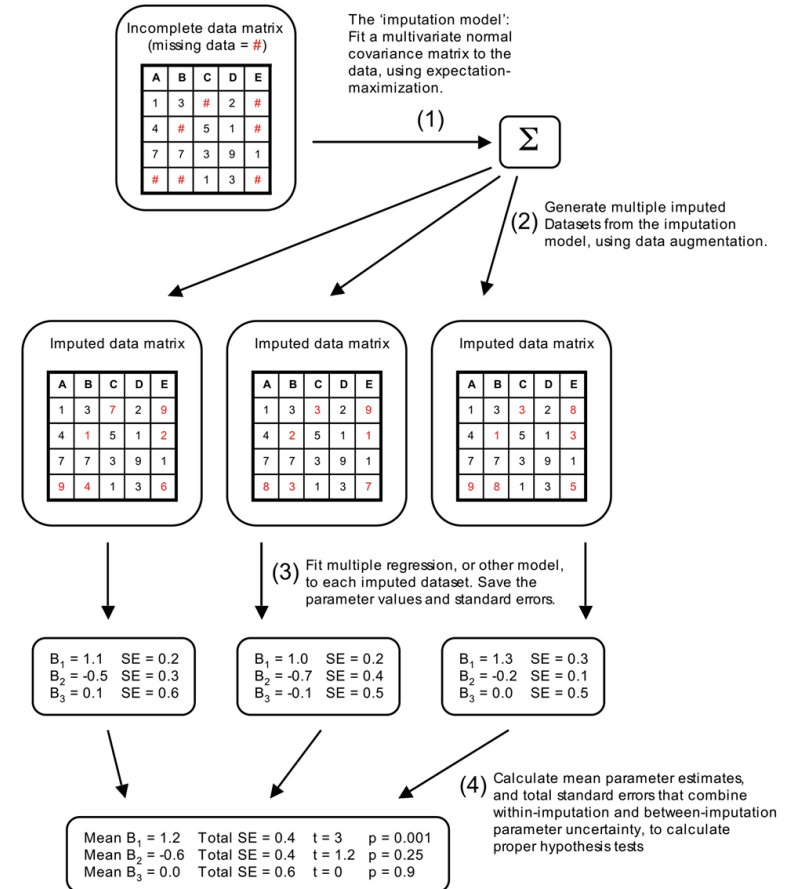 Incomplete data matrix
(missing data = #)
A B C D E
1 3 # 2 #
4 # 5 1 #
7 7 3 9 1
# # 1 3 #
The ‘imputation model’:
Fit a multivariate normal
covariance matrix to the
data, using expectation-
maximization.
(1)
Σ
(2)
Generate multiple imputed
Datasets from the imputation
model, using data augmentation.
Imputed data matrix
A B C D E
1 3 7 2 9
4 1 5 1 2
7 7 3 9 1
9 4 1 3 6
Imputed data matrix
A B C D E
1 3 3 2 9
4 2 5 1 1
7 7 3 9 1
8 3 1 3 7
Imputed data matrix
A B C D E
1 3 3 2 8
4 1 5 1 3
7 7 3 9 1
9 8 1 3 5
(3)
Fit multiple regression, or other model,
to each imputed dataset. Save the
parameter values and standard errors.
B1 = 1.1 SE = 0.2
B2 = -0.5 SE = 0.3
B3 = 0.1 SE = 0.6
B1 = 1.0 SE = 0.2
B2 = -0.7 SE = 0.4
B3 = -0.1 SE = 0.5
B1 = 1.3 SE = 0.3
B2 = -0.2 SE = 0.1
B3 = 0.0 SE = 0.5
(4)
Calculate mean parameter estimates,
and total standard errors that combine
within-imputation and between-imputation
parameter uncertainty, to calculate
proper hypothesis tests
Mean B1 = 1.2 Total SE = 0.4 t = 3 p = 0.001
Mean B2 = -0.6 Total SE = 0.4 t = 1.2 p = 0.25
Mean B3 = 0.0 Total SE = 0.6 t = 0 p = 0.9